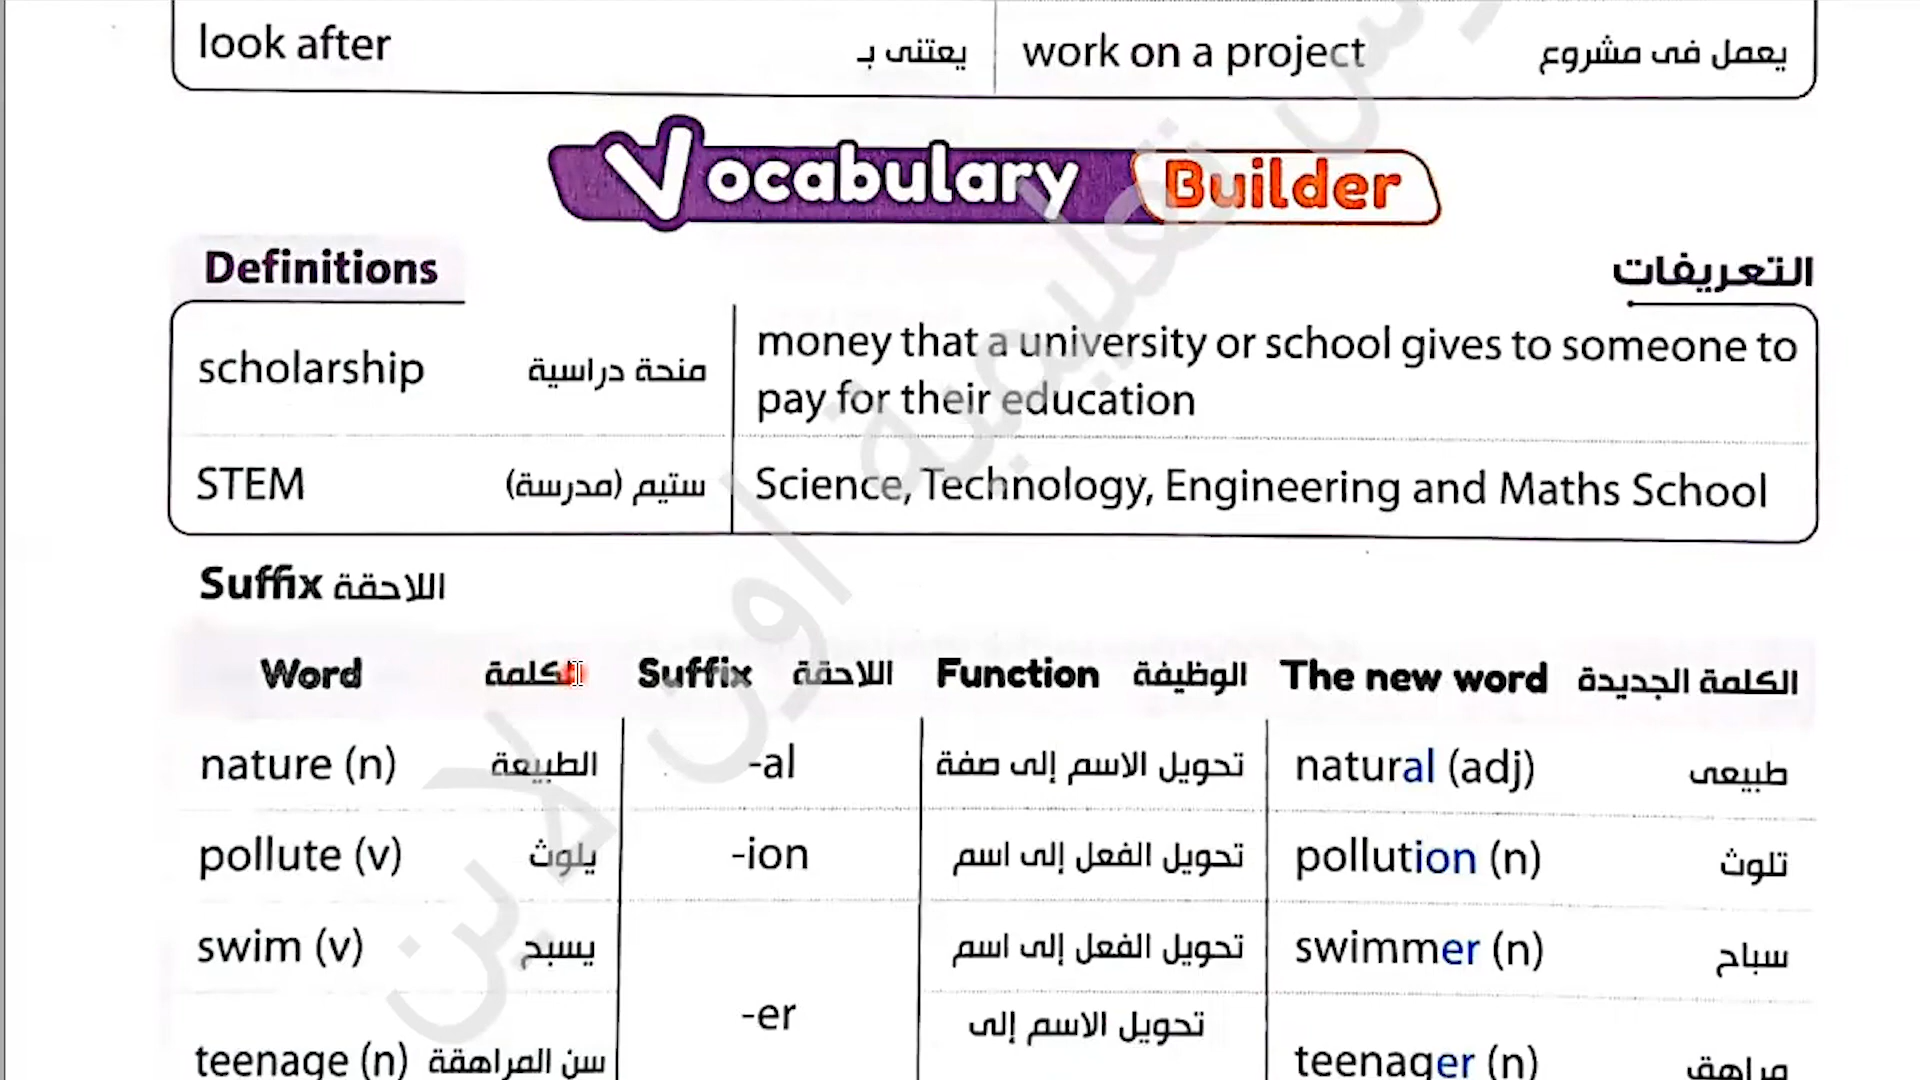 look after يعتنى بـ work on a project يعمل فى مشروع
Vocabulary Builder
Definitions التعريفات
scholarship منحة دراسية money that a university or school gives to someone to
pay for their education
STEM ستيم (مدرسة) Science, Technology, Engineering and Maths School
Suffix اللاحقة
Word الكلمة Suffix اللاحقة Function الوظيفة The new word الكلمة الجديدة
nature (n) الطبيعة -al تحويل الاسم إلى صفة natural (adj) طبيعى
pollute (v) يلوث -ion تحويل الفعل إلى اسم pollution (n) تلوث
swim (v) يسبح -er تحويل الفعل إلى اسم swimmer (n) سباح
teenage (n) سن المراهقة تحويل الاسم إلى teenager (n) مراهق